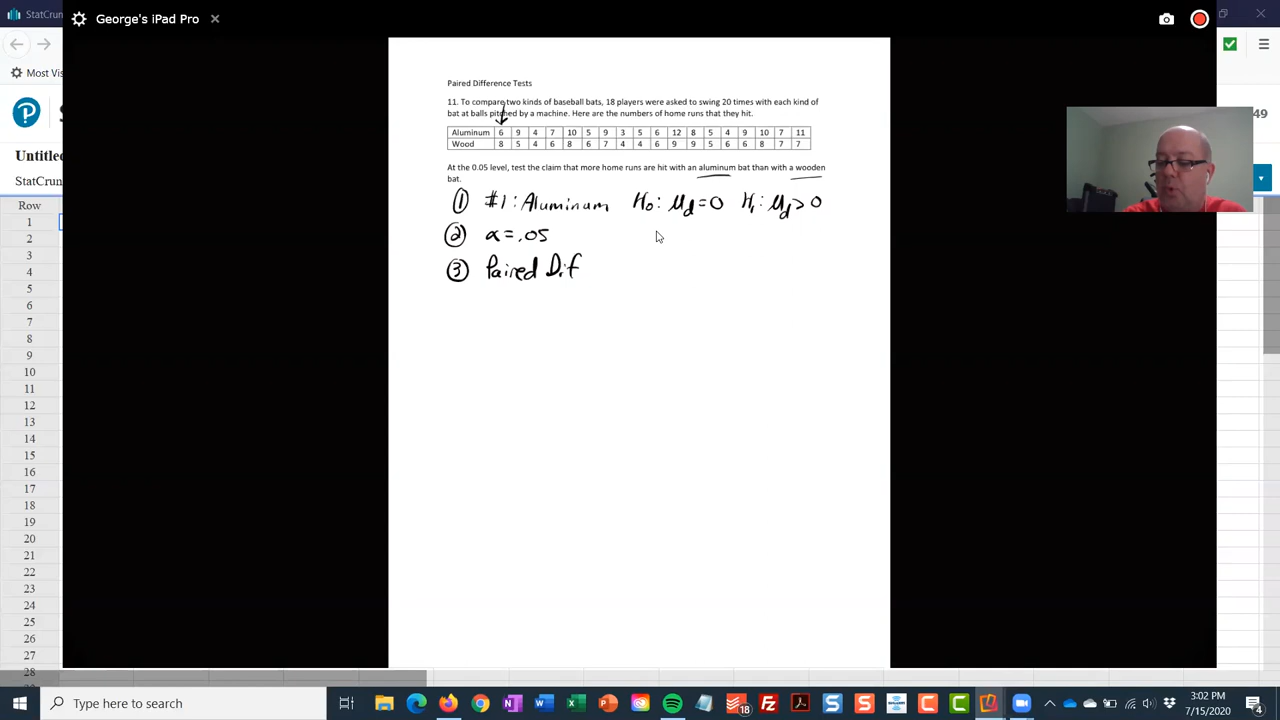 StatCrun
George's iPad Pro
Most Vis
49
Untitle
StatCrun
Row
1
2
3
4
5
6
7
8
9
10
11
12
13
14
15
16
17
18
19
20
21
22
23
24
25
26
27
28
Paired Difference Tests
11. To compare two kinds of baseball bats, 18 players were asked to swing 20 times with each kind of
bat at balls pitched by a machine. Here are the numbers of home runs that they hit.
Aluminum 6 9 4 7 10 5 9 3 5 6 12 8 5 4 9 10 7 11
Wood 8 5 4 6 8 6 7 4 4 6 9 9 5 6 6 8 7 7
At the 0.05 level, test the claim that more home runs are hit with an aluminum bat than with a wooden
bat.
① #1: Aluminum H₀: μd=0 H₁: μd>0
② α=.05
③ Paired Dif
Type here to search
18
3:02 PM
7/15/2020